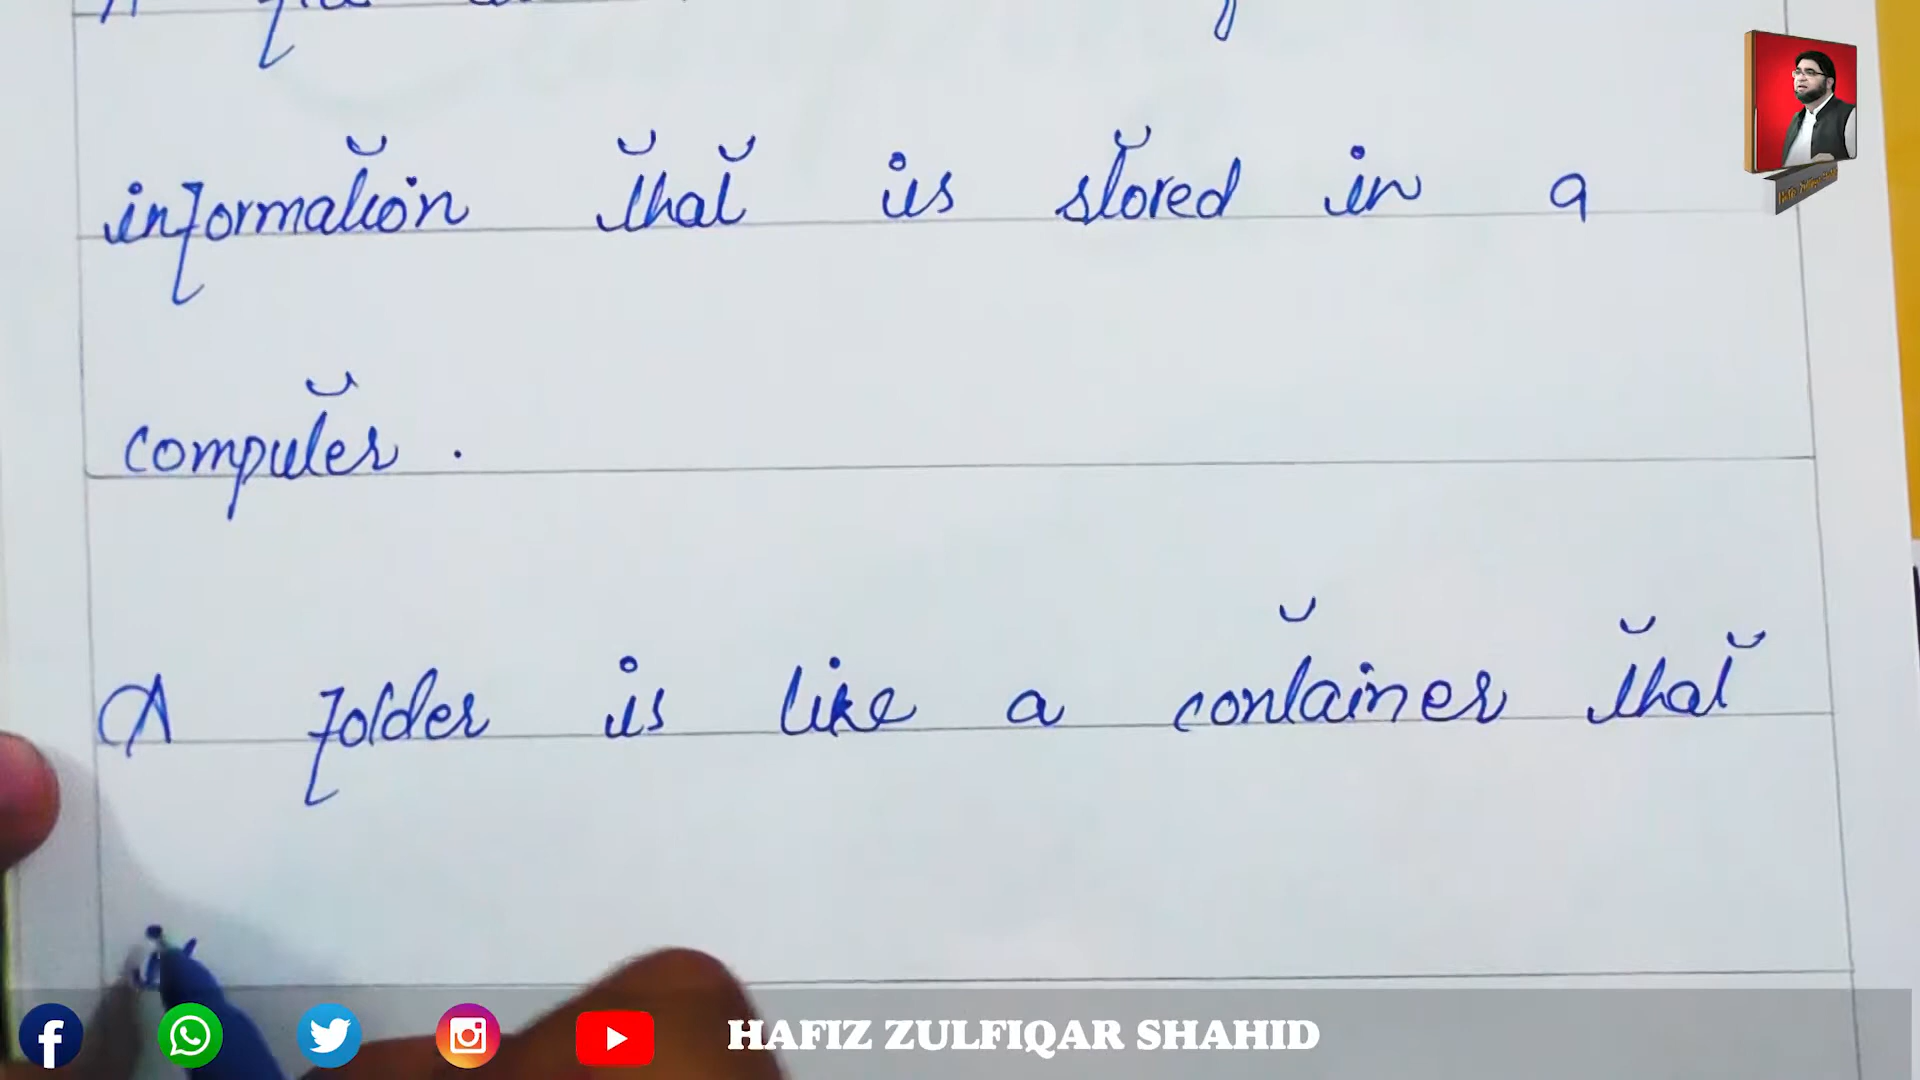 information that is stored in a
computer .
A folder is like a container that
HAFIZ ZULFIQAR SHAHID